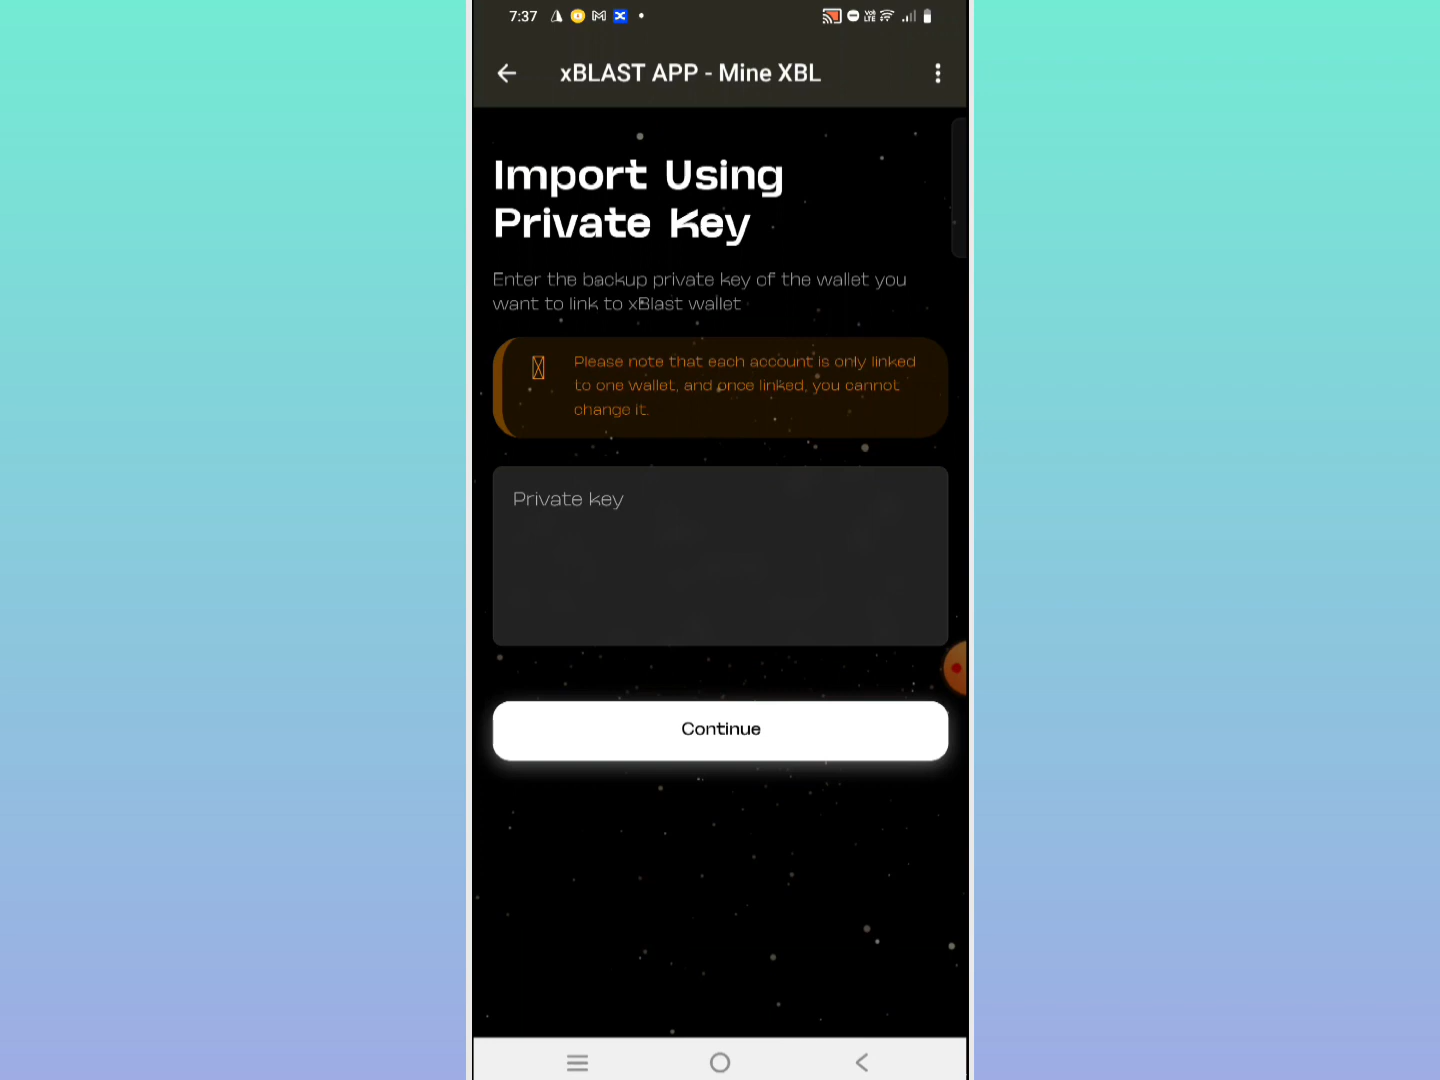 7:37
VoI
LTE
xBLAST APP - Mine XBL
Import Using
Private Key
Enter the backup private key of the wallet you
want to link to xBlast wallet
Please note that each account is only linked
to one wallet, and once linked, you cannot
change it.
Private key
Continue